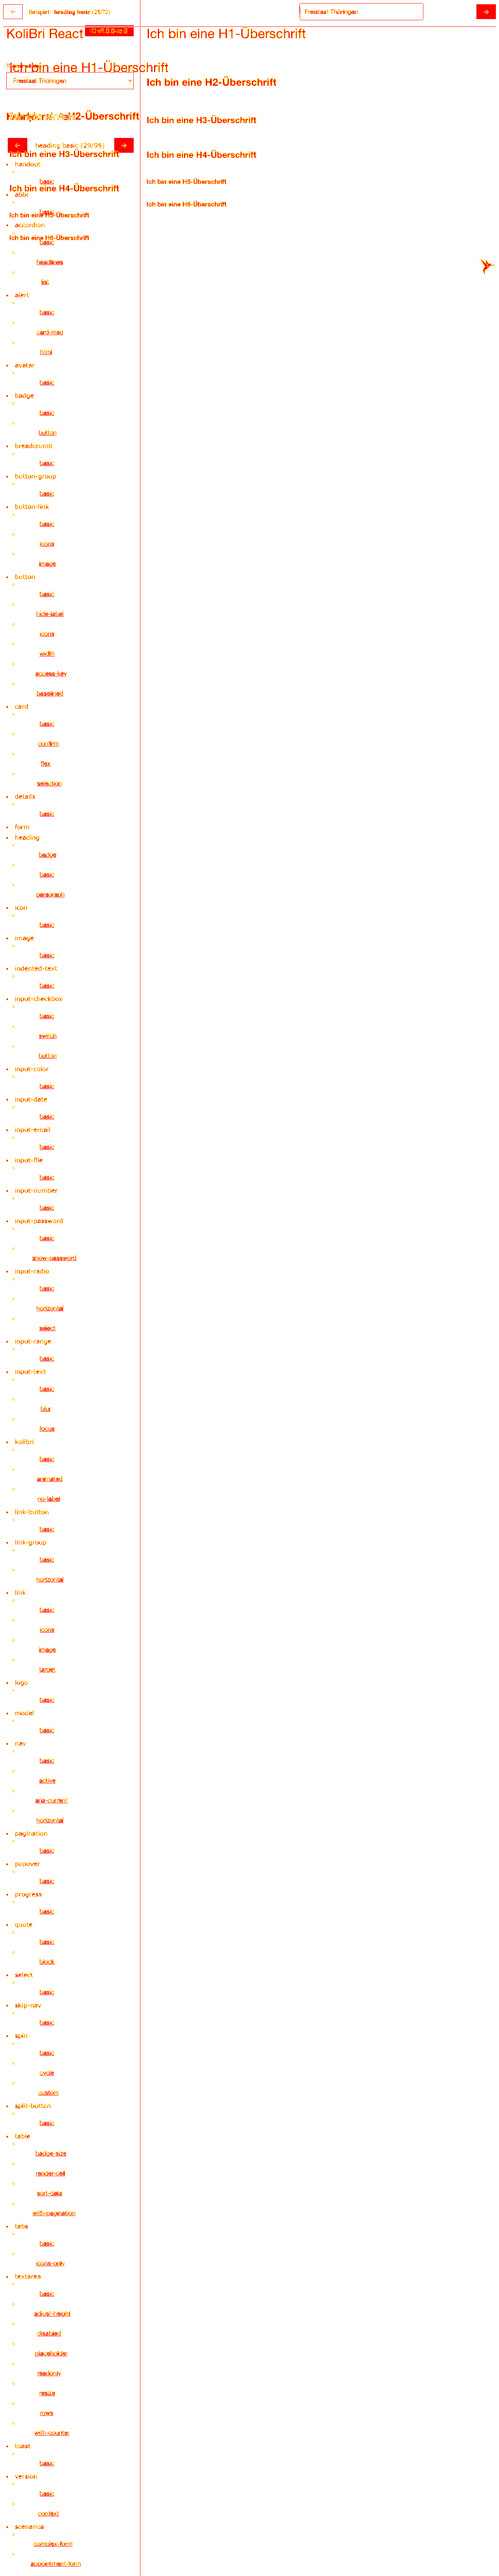 Beispiel: heading basic (25/72)
Freistaat Thüringen
KoliBri React
Ich bin eine H1-Überschrift
Ich bin eine H1-Überschrift
Freistaat Thüringen
Ich bin eine H2-Überschrift
H2-Überschrift
Ich bin eine H3-Überschrift
heading basic (29/96)
Ich bin eine H3-Überschrift
Ich bin eine H4-Überschrift
handout
basic
Ich bin eine H5-Überschrift
Ich bin eine H4-Überschrift
abbr
basic
Ich bin eine H6-Überschrift
Ich bin eine H5-Überschrift
accordion
Ich bin eine H6-Überschrift
basic
headlines
list
alert
basic
card-msg
html
avatar
basic
badge
basic
button
breadcrumb
basic
button-group
basic
button-link
basic
icons
image
button
basic
hide-label
icons
width
access-key
baselined
card
basic
confirm
flex
selection
details
basic
form
heading
badge
basic
paragraph
icon
basic
image
basic
indented-text
basic
input-checkbox
basic
switch
button
input-color
basic
input-date
basic
input-email
basic
input-file
basic
input-number
basic
input-password
basic
show-password
input-radio
basic
horizontal
select
input-range
basic
input-text
basic
blur
focus
kolibri
basic
animated
no-label
link-button
basic
link-group
basic
horizontal
link
basic
icons
image
target
logo
basic
modal
basic
nav
basic
active
aria-current
horizontal
pagination
basic
popover
basic
progress
basic
quote
basic
block
select
basic
skip-nav
basic
spin
basic
cycle
custom
split-button
basic
table
badge-size
render-cell
sort-data
with-pagination
tabs
basic
icons-only
textarea
basic
adjust-height
disabled
placeholder
readonly
resize
rows
with-counter
toast
basic
version
basic
context
scenarios
complex-form
appointment-form